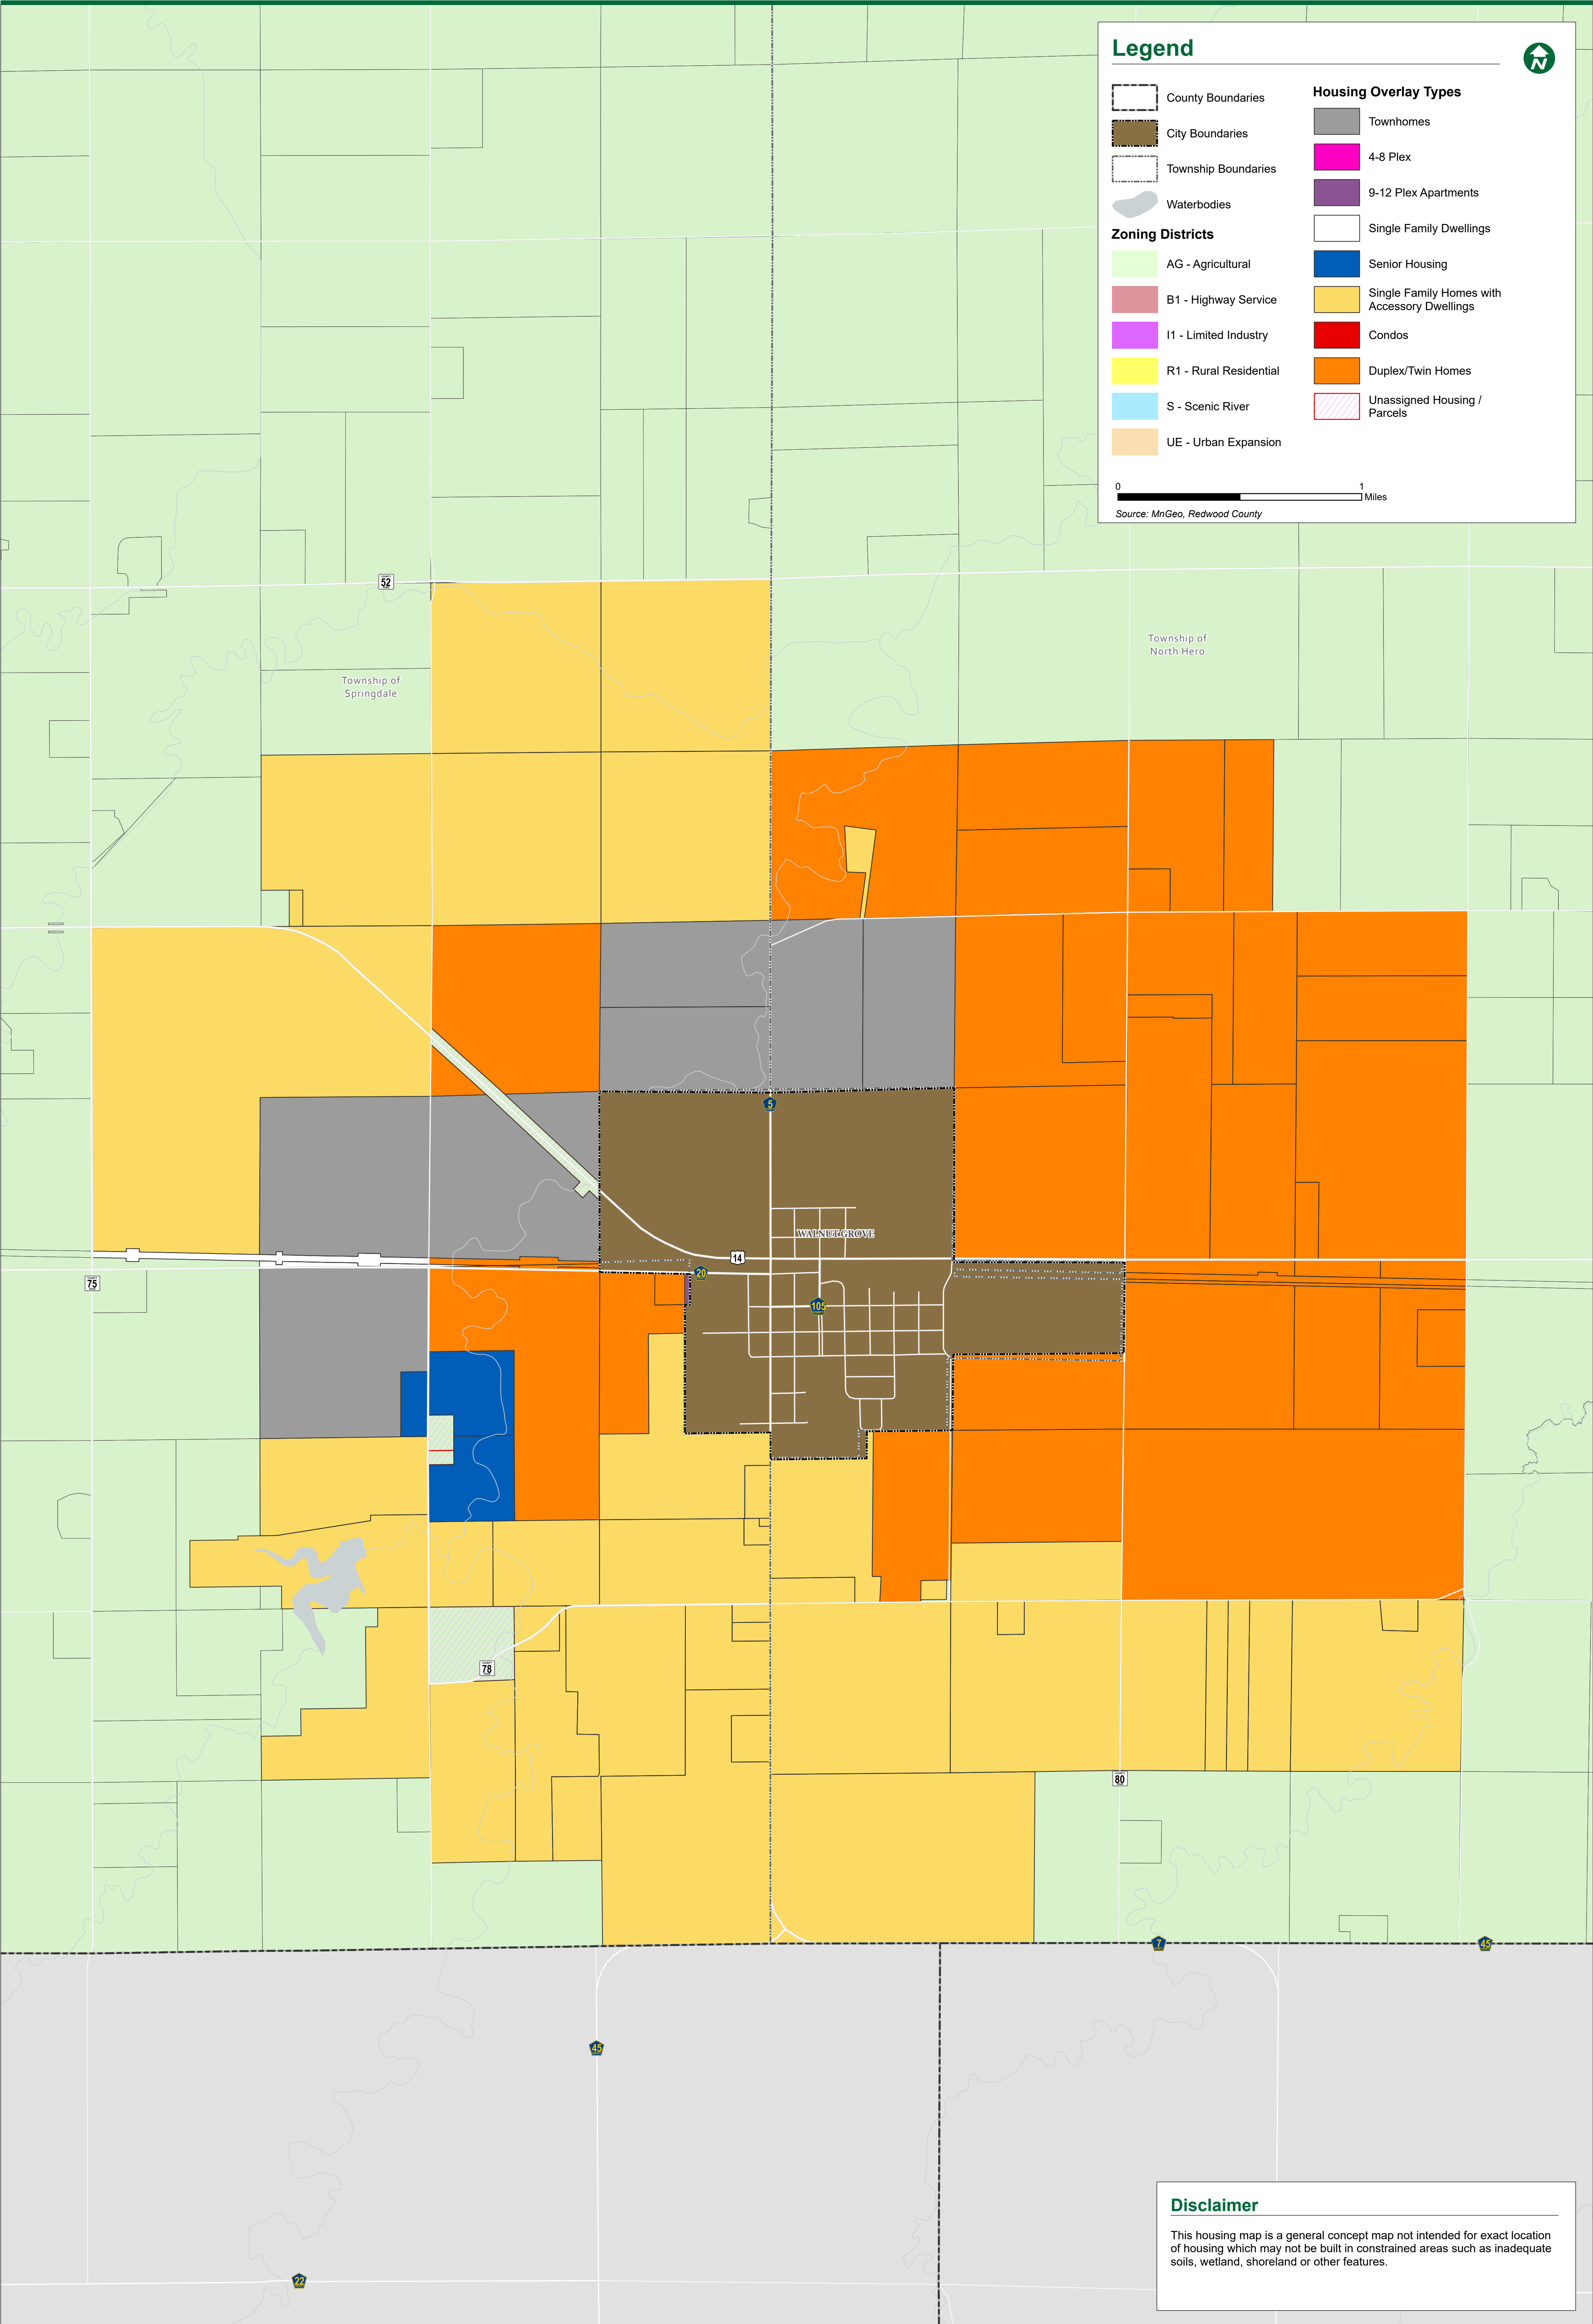 Legend
N
County Boundaries
City Boundaries
Township Boundaries
Waterbodies
Zoning Districts
AG - Agricultural
B1 - Highway Service
I1 - Limited Industry
R1 - Rural Residential
S - Scenic River
UE - Urban Expansion
Housing Overlay Types
Townhomes
4-8 Plex
9-12 Plex Apartments
Single Family Dwellings
Senior Housing
Single Family Homes with
Accessory Dwellings
Condos
Duplex/Twin Homes
Unassigned Housing /
Parcels
0 1
Miles
Source: MnGeo, Redwood County
52
Township of
North Hero
Township of
Springdale
5
WALNUT GROVE
14
20
75
105
78
80
7
45
45
22
Disclaimer
This housing map is a general concept map not intended for exact location
of housing which may not be built in constrained areas such as inadequate
soils, wetland, shoreland or other features.